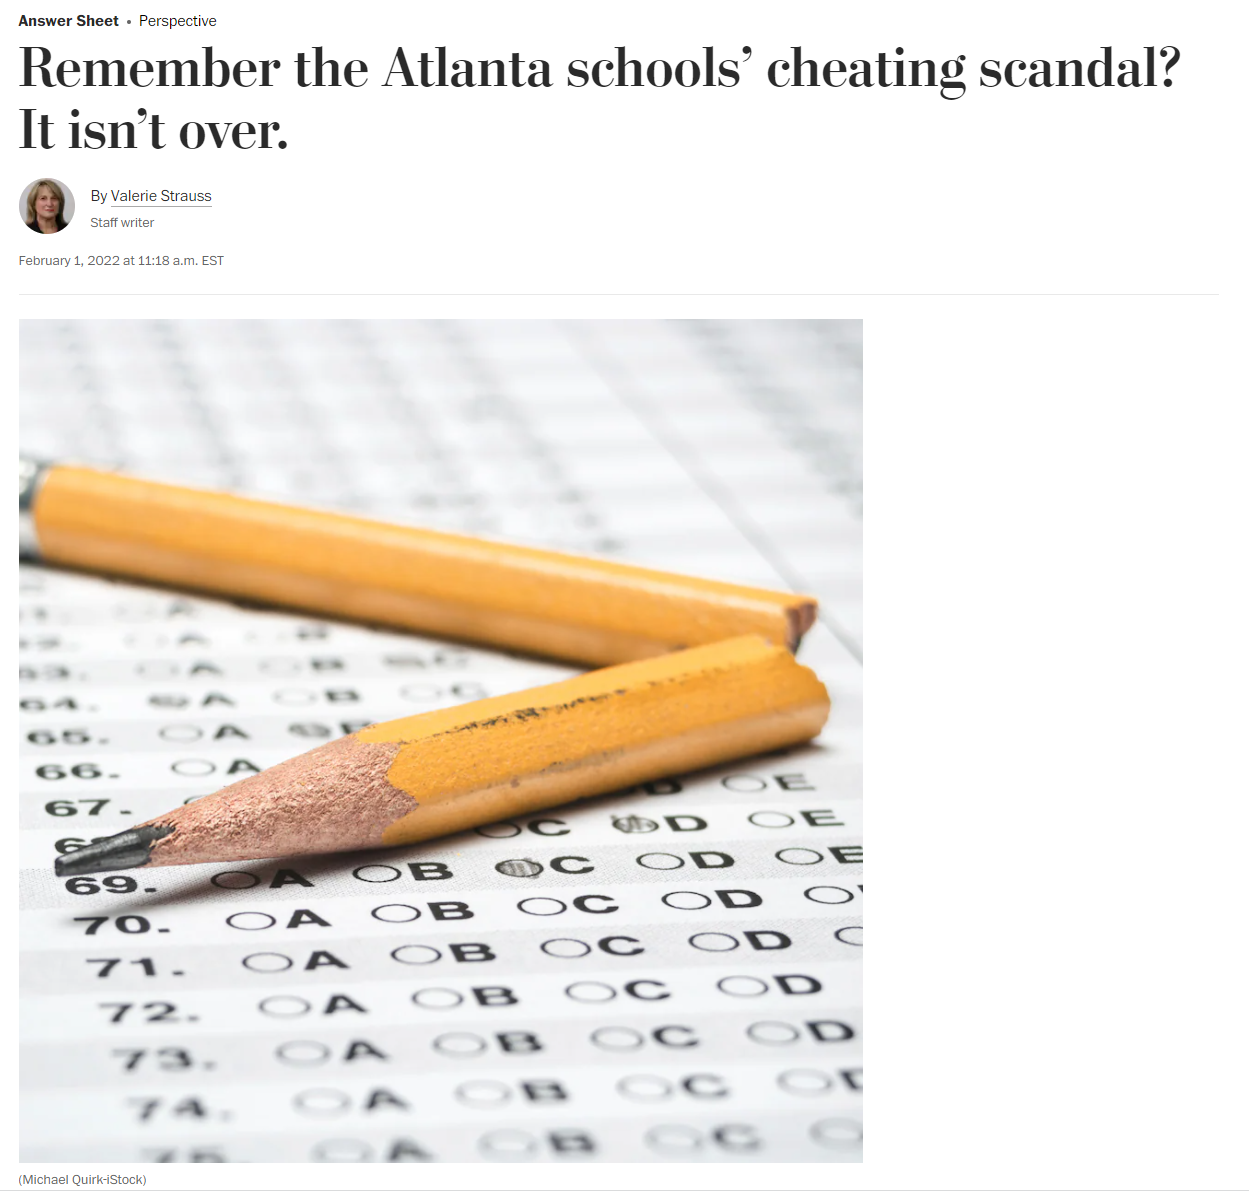 Answer Sheet • Perspective
Remember the Atlanta schools’ cheating scandal?
It isn’t over.
By Valerie Strauss
Staff writer
February 1, 2022 at 11:18 a.m. EST
64. A B C
65. A B
66. A
67. D E
C D E
69. A B C D E
70. A B C D
71. A B C D
72. A B C D
73. A B C D
74. A B C
75. A B C
(Michael Quirk-iStock)